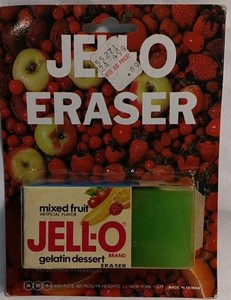 JELL-O
ERASER
mixed fruit
ARTIFICIAL FLAVOR
JELL-O
BRAND
gelatin dessert
ERASER
MADE IN TAIWAN